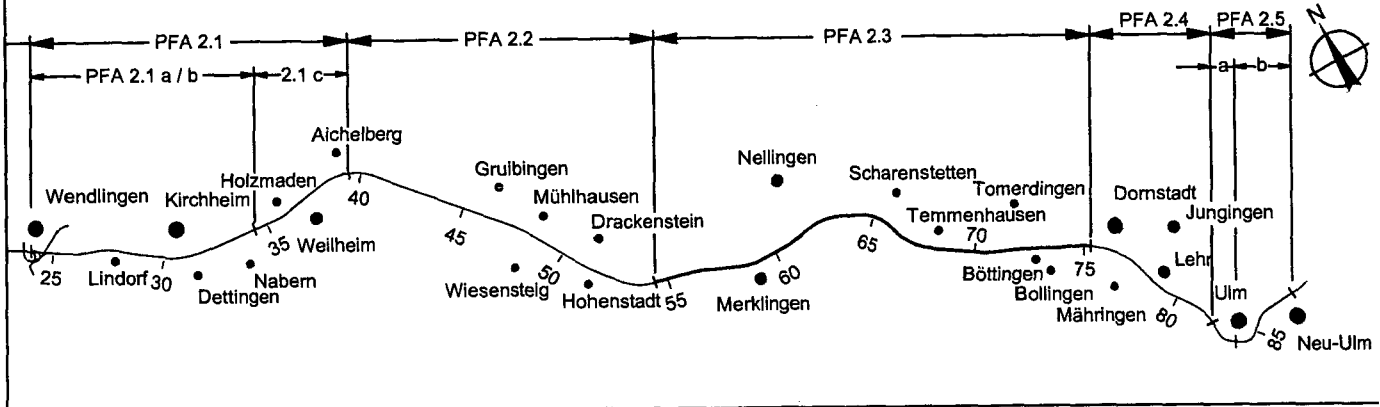 PFA 2.1
PFA 2.2
PFA 2.3
PFA 2.4
PFA 2.5
N
PFA 2.1 a / b
2.1 c
a
b
Aichelberg
Holzmaden
Wendlingen
Kirchheim
Weilheim
Lindorf
Dettingen
Nabern
25
30
35
40
45
50
55
60
65
70
75
80
85
Gruibingen
Mühlhausen
Drackenstein
Wiesensteig
Hohenstadt
Nellingen
Merklingen
Scharenstetten
Temmenhausen
Tomerdingen
Böttingen
Bollingen
Mähringen
Dornstadt
Jungingen
Lehr
Ulm
Neu-Ulm